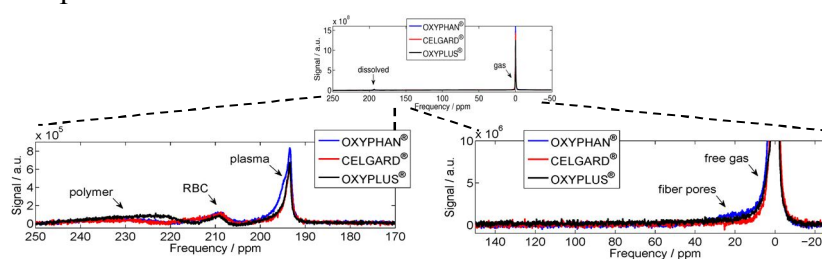 x 10⁶
15
10
5
0
Signal / a.u.
OXYPHAN®
CELGARD®
OXYPLUS®
dissolved
gas
250 200 150 100 50 0 -50
Frequency / ppm
x 10⁵
8
6
4
2
0
Signal / a.u.
OXYPHAN®
CELGARD®
OXYPLUS®
polymer
RBC
plasma
250 240 230 220 210 200 190 180 170
Frequency / ppm
x 10⁶
10
5
0
Signal / a.u.
OXYPHAN®
CELGARD®
OXYPLUS®
free gas
fiber pores
140 120 100 80 60 40 20 0 -20
Frequency / ppm